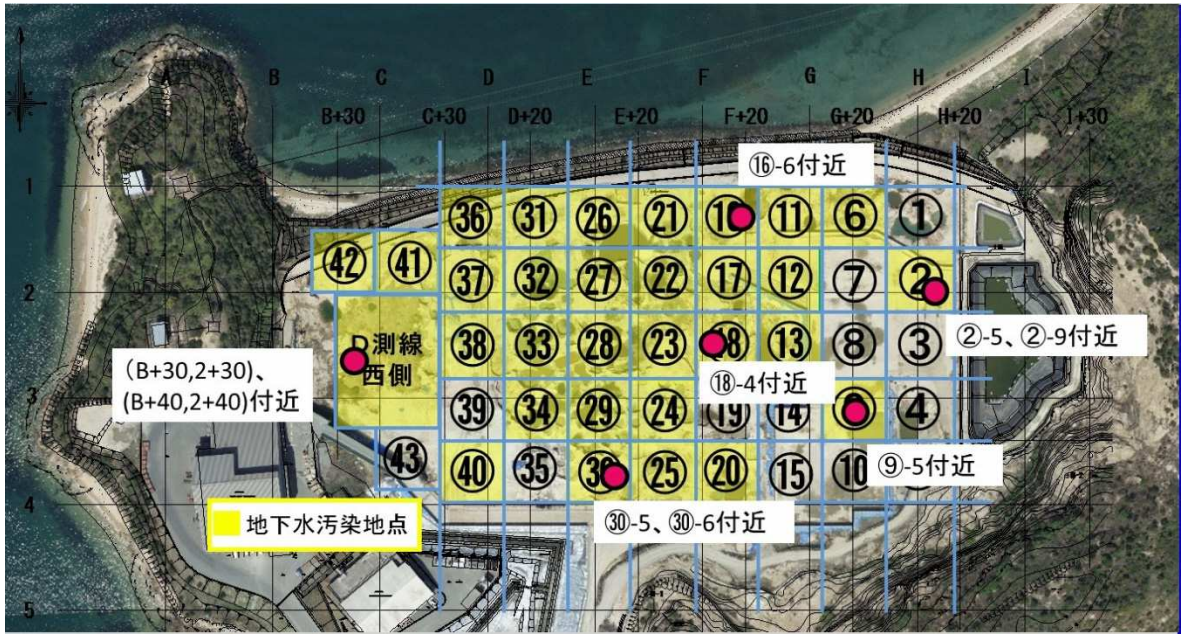 A B C D E F G H I
B+30 C+30 D+20 E+20 F+20 G+20 H+20 I+30
⑯-6付近
1
㊱ ㉛ ㉖ ㉑ ⑯ ⑪ ⑥ ①
㊷ ㊶
㊲ ㉜ ㉗ ㉒ ⑰ ⑫ ⑦ ②
2
㊳ ㉝ ㉘ ㉓ ⑱ ⑬ ⑧ ③
②-5、②-9付近
D測線
西側
(B+30,2+30)、
(B+40,2+40)付近
⑱-4付近
3
㊴ ㉞ ㉙ ㉔ ⑲ ⑭ ④
㊸ ㊵ ㉟ ㉚ ㉕ ⑳ ⑮ ⑩
⑨-5付近
4
㉚-5、㉚-6付近
地下水汚染地点
5